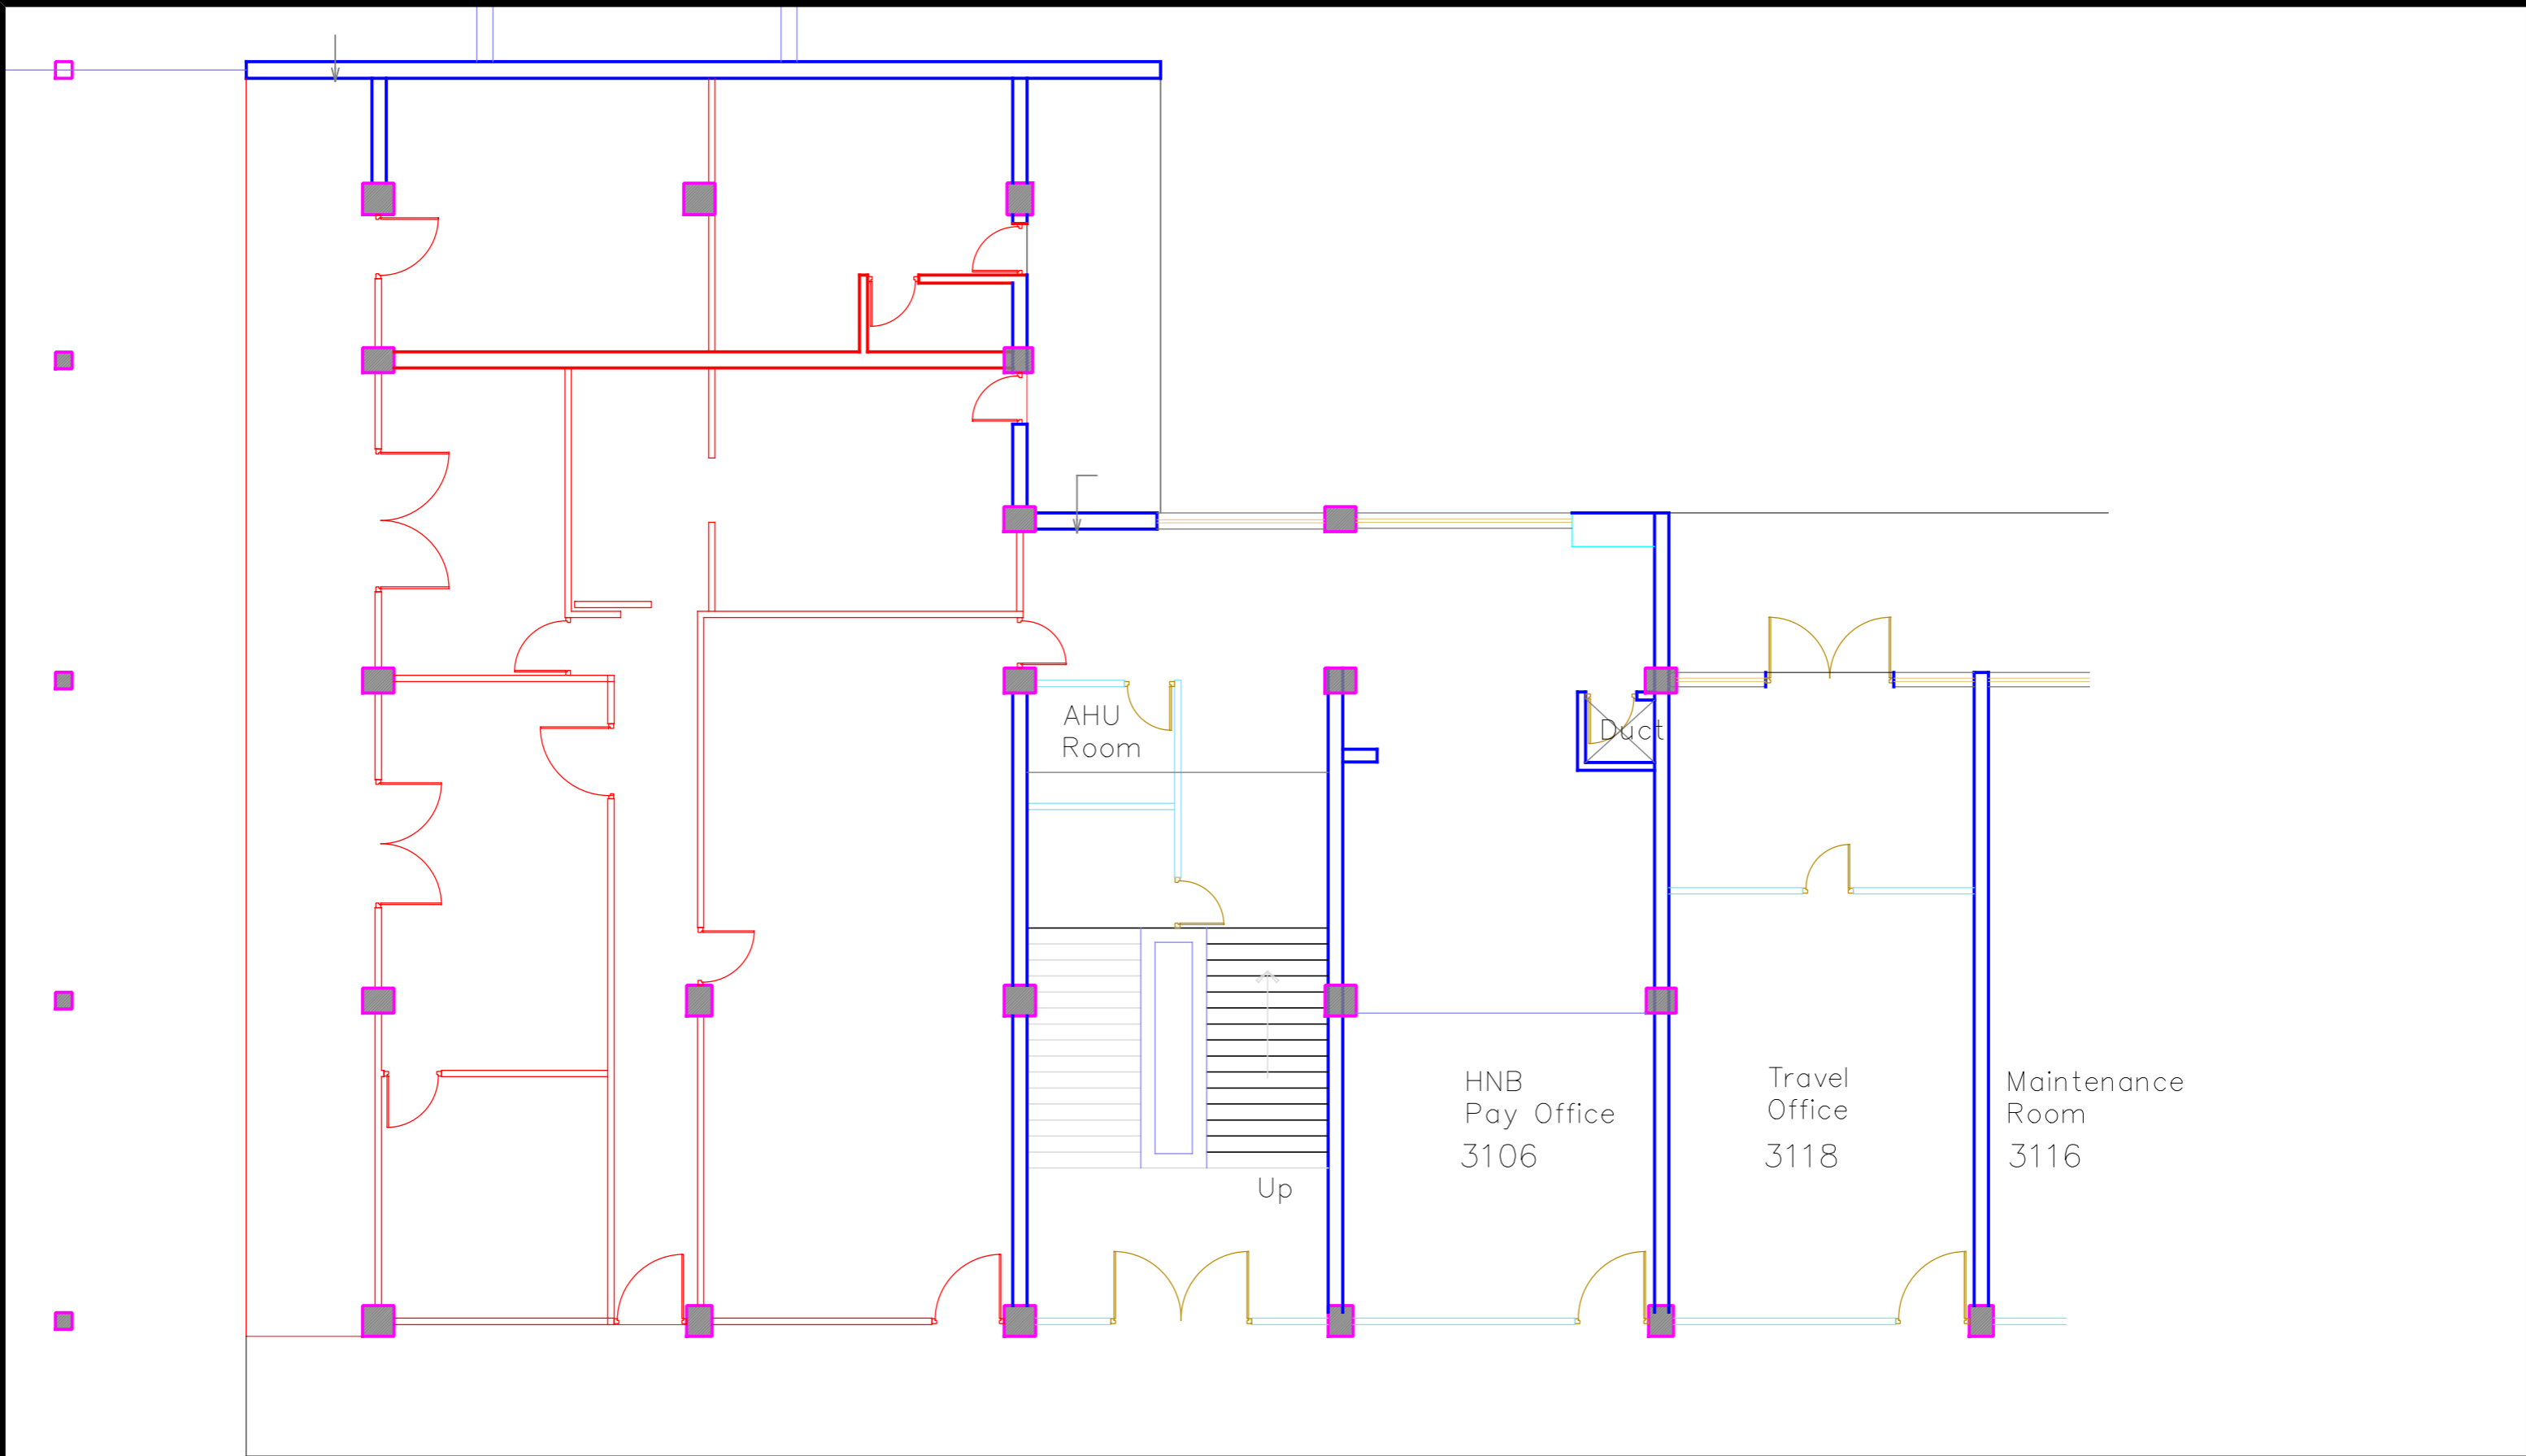 AHU
Room
Duct
HNB
Pay Office
3106
Travel
Office
3118
Maintenance
Room
3116
Up